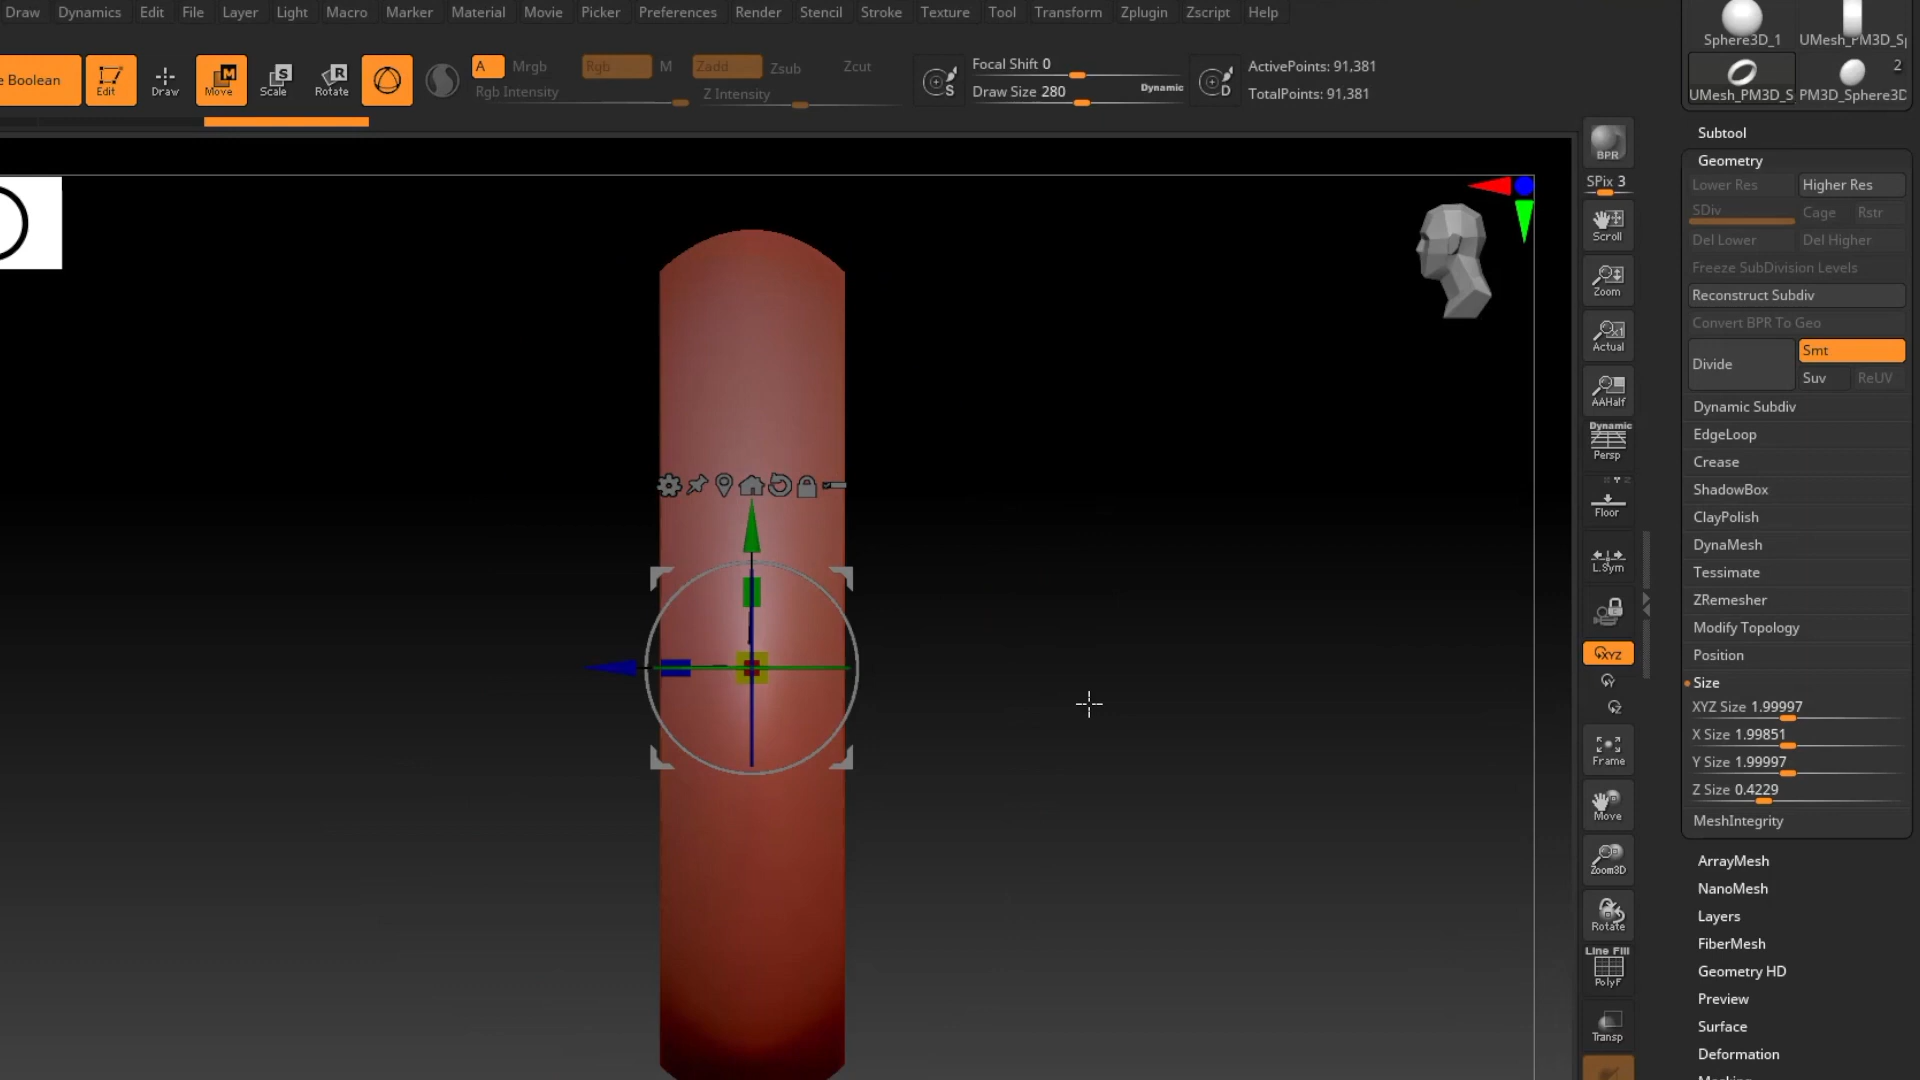 Draw Dynamics Edit File Layer Light Macro Marker Material Movie Picker Preferences Render Stencil Stroke Texture Tool Transform Zplugin Zscript Help
e Boolean
Edit
Draw
Move
Scale
Rotate
A
Mrgb
Rgb
M
Zadd
Zsub
Zcut
Rgb Intensity
Z Intensity
S
Focal Shift 0
Draw Size 280
Dynamic
D
ActivePoints: 91,381
TotalPoints: 91,381
Sphere3D_1
UMesh_PM3D_S
UMesh_PM3D_S
2
PM3D_Sphere3D
BPR
SPix 3
Scroll
Zoom
Actual
AAHalf
Dynamic
Persp
Floor
L.Sym
XYZ
Y
Z
Frame
Move
Zoom3D
Rotate
Line Fill
PolyF
Transp
Subtool
Geometry
Lower Res
Higher Res
SDiv
Cage
Rstr
Del Lower
Del Higher
Freeze SubDivision Levels
Reconstruct Subdiv
Convert BPR To Geo
Divide
Smt
Suv
ReUV
Dynamic Subdiv
EdgeLoop
Crease
ShadowBox
ClayPolish
DynaMesh
Tessimate
ZRemesher
Modify Topology
Position
Size
XYZ Size 1.99997
X Size 1.99851
Y Size 1.99997
Z Size 0.4229
MeshIntegrity
ArrayMesh
NanoMesh
Layers
FiberMesh
Geometry HD
Preview
Surface
Deformation